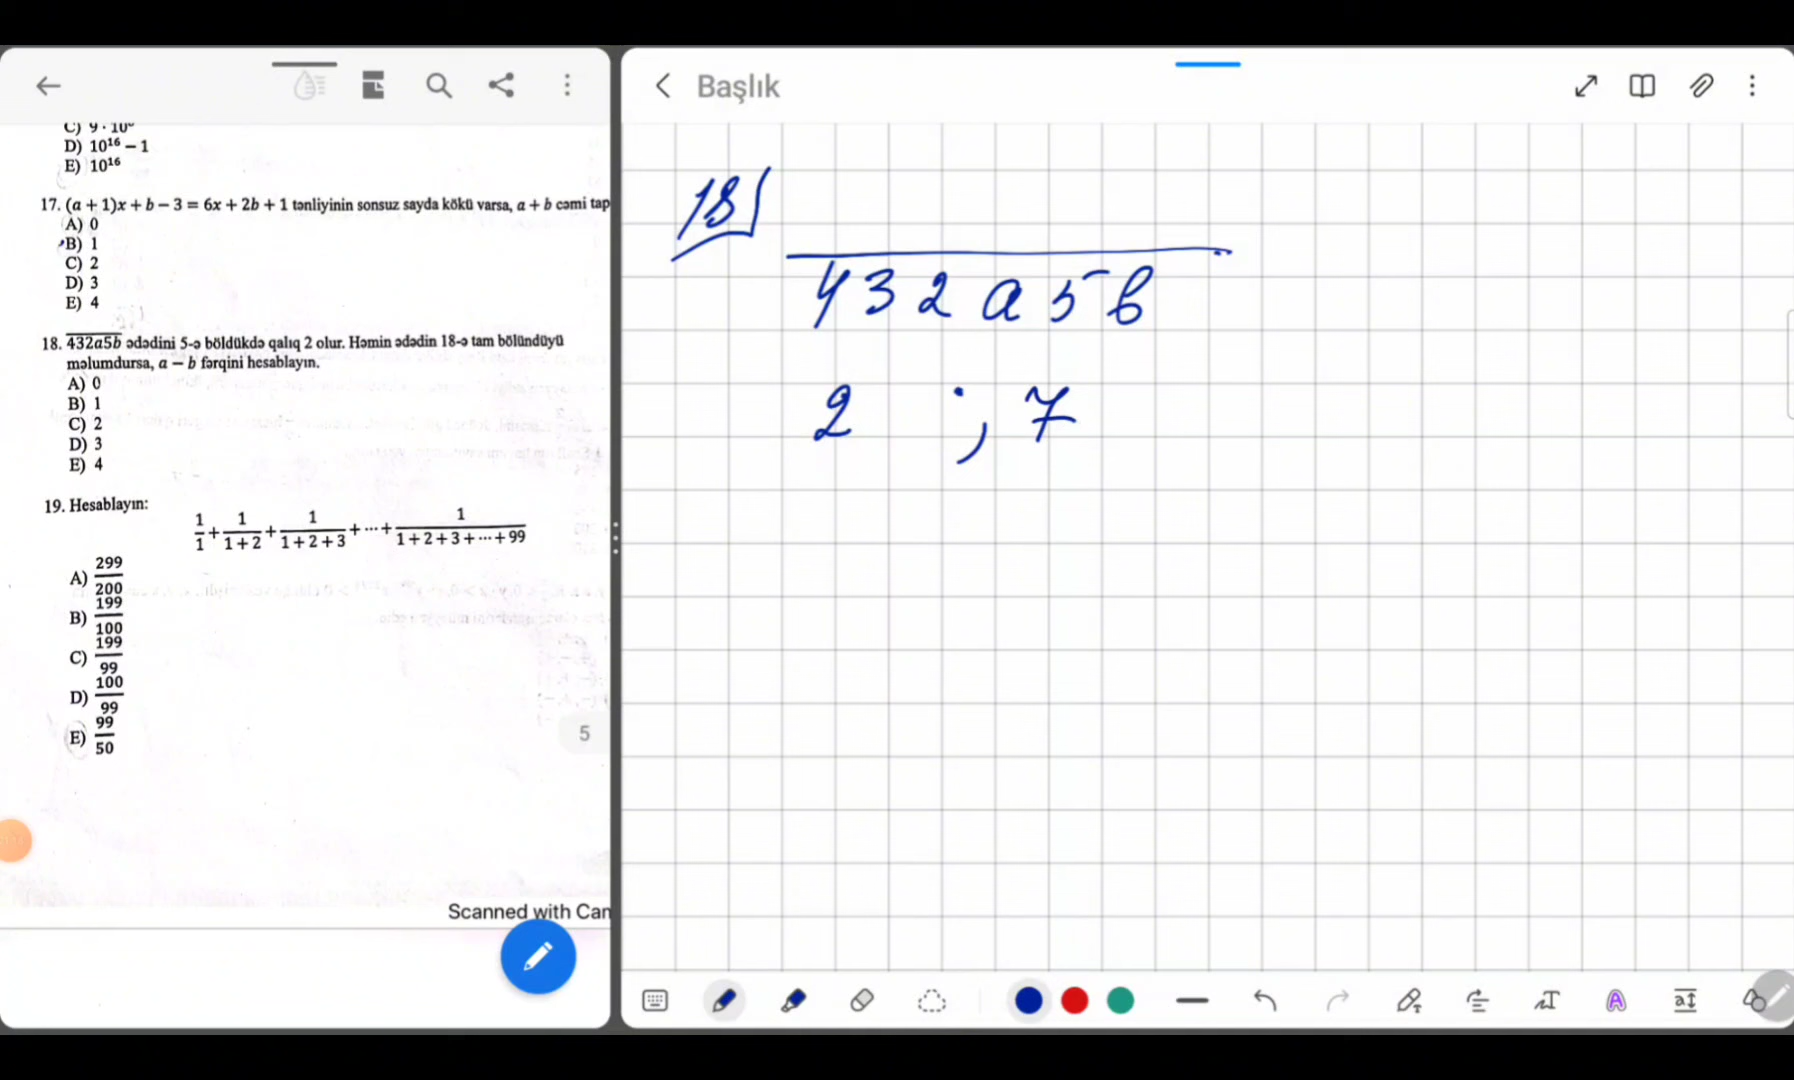 Başlık
C) 9 · 10
D) 10¹⁶ – 1
E) 10¹⁶
17. (a + 1)x + b – 3 = 6x + 2b + 1 tənliyinin sonsuz sayda kökü varsa, a + b cəmi tap
A) 0
B) 1
C) 2
D) 3
E) 4
18. 432a5b ədədini 5-ə böldükdə qalıq 2 olur. Həmin ədədin 18-ə tam bölündüyü
məlumdursa, a – b fərqini hesablayın.
A) 0
B) 1
C) 2
D) 3
E) 4
19. Hesablayın:
1/1 + 1/(1+2) + 1/(1+2+3) + ··· + 1/(1+2+3+···+99)
A) 299/200
B) 199/100
C) 199/99
D) 100/99
E) 99/50
5
Scanned with Can
18
432a5b
2 ; 7